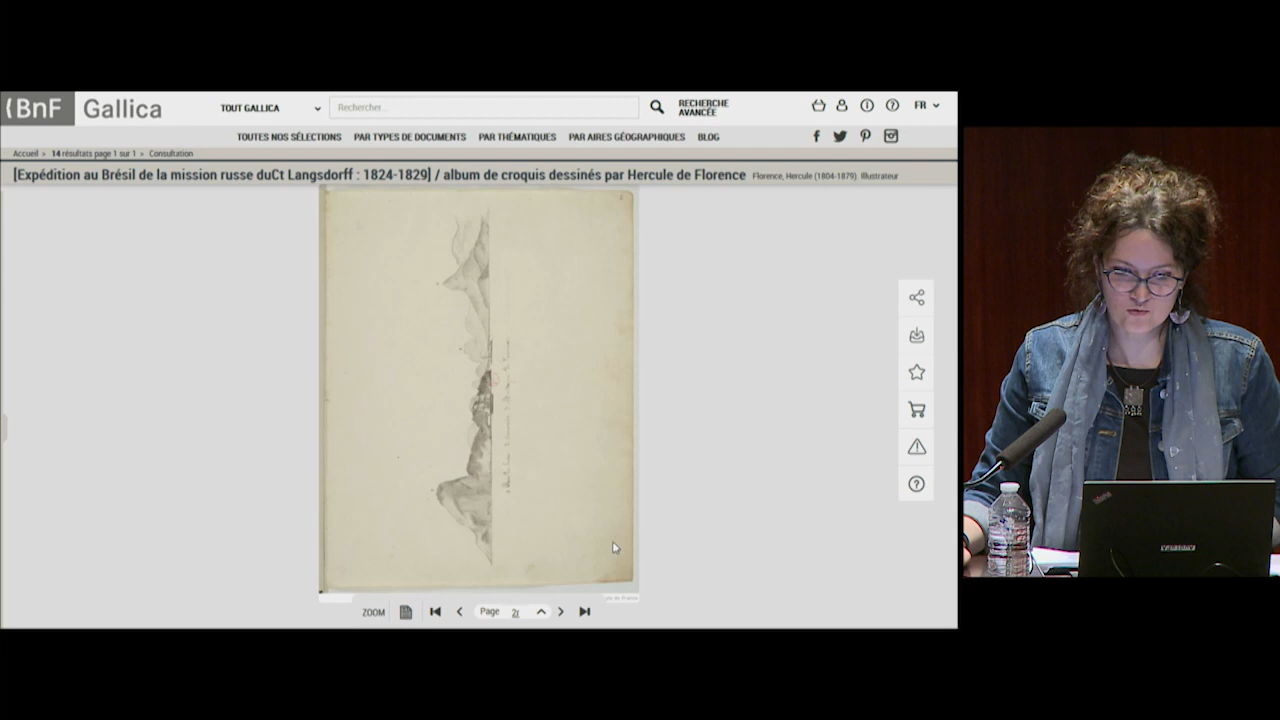 BnF Gallica
TOUT GALLICA
Rechercher...
RECHERCHE
AVANCÉE
FR
TOUTES NOS SÉLECTIONS PAR TYPES DE DOCUMENTS PAR THÉMATIQUES PAR AIRES GÉOGRAPHIQUES BLOG
Accueil > 14 résultats page 1 sur 1 > Consultation
[Expédition au Brésil de la mission russe duCt Langsdorff : 1824-1829] / album de croquis dessinés par Hercule de Florence Florence, Hercule (1804-1879). Illustrateur
ZOOM
Page 2r